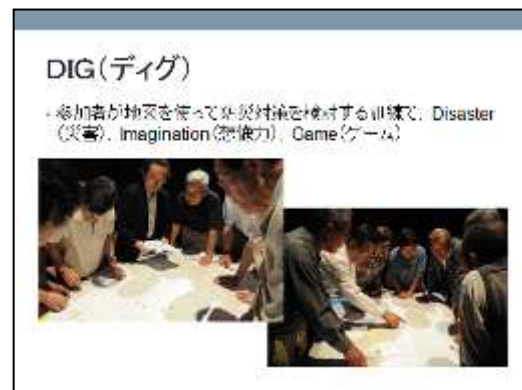 DIG（ディグ）
・参加者が地図を使って防災対策を検討する訓練で、Disaster
（災害）、Imagination（想像力）、Game（ゲーム）